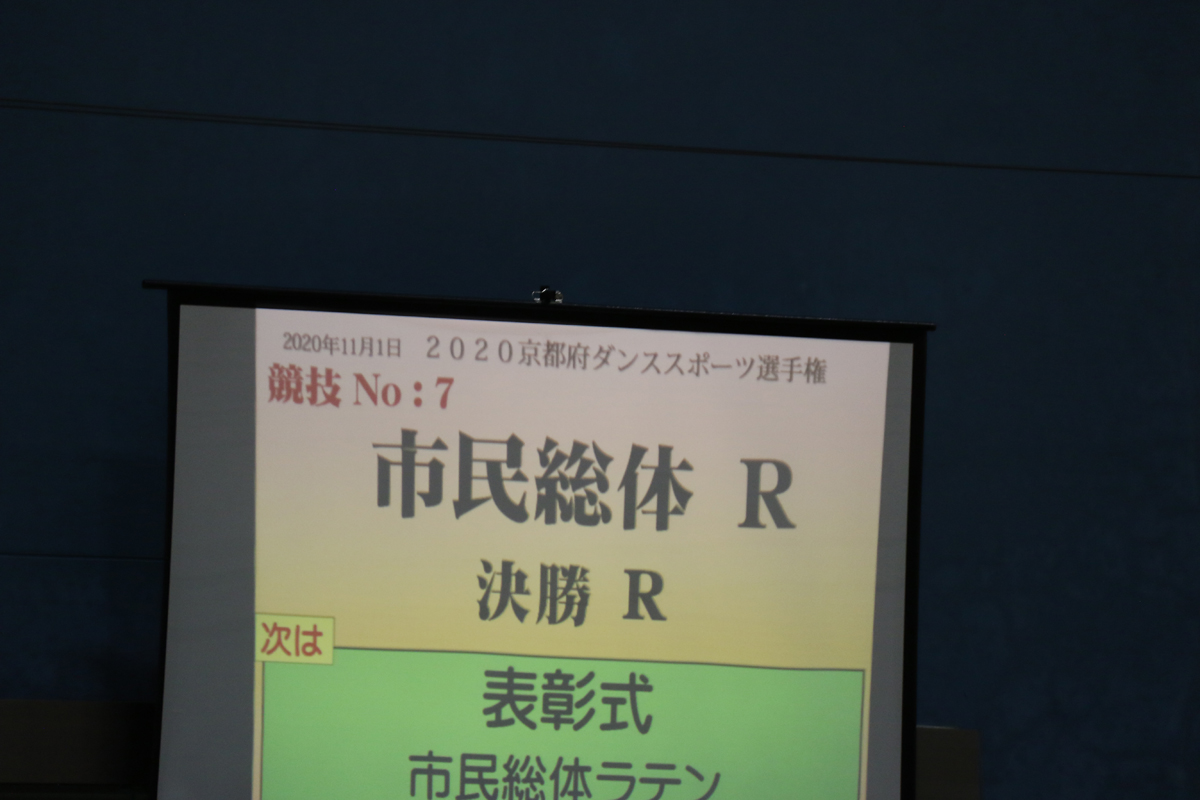 2020年11月1日 2020京都府ダンススポーツ選手権
競技 No:7
市民総体 R
決勝 R
次は
表彰式
市民総体ラテン